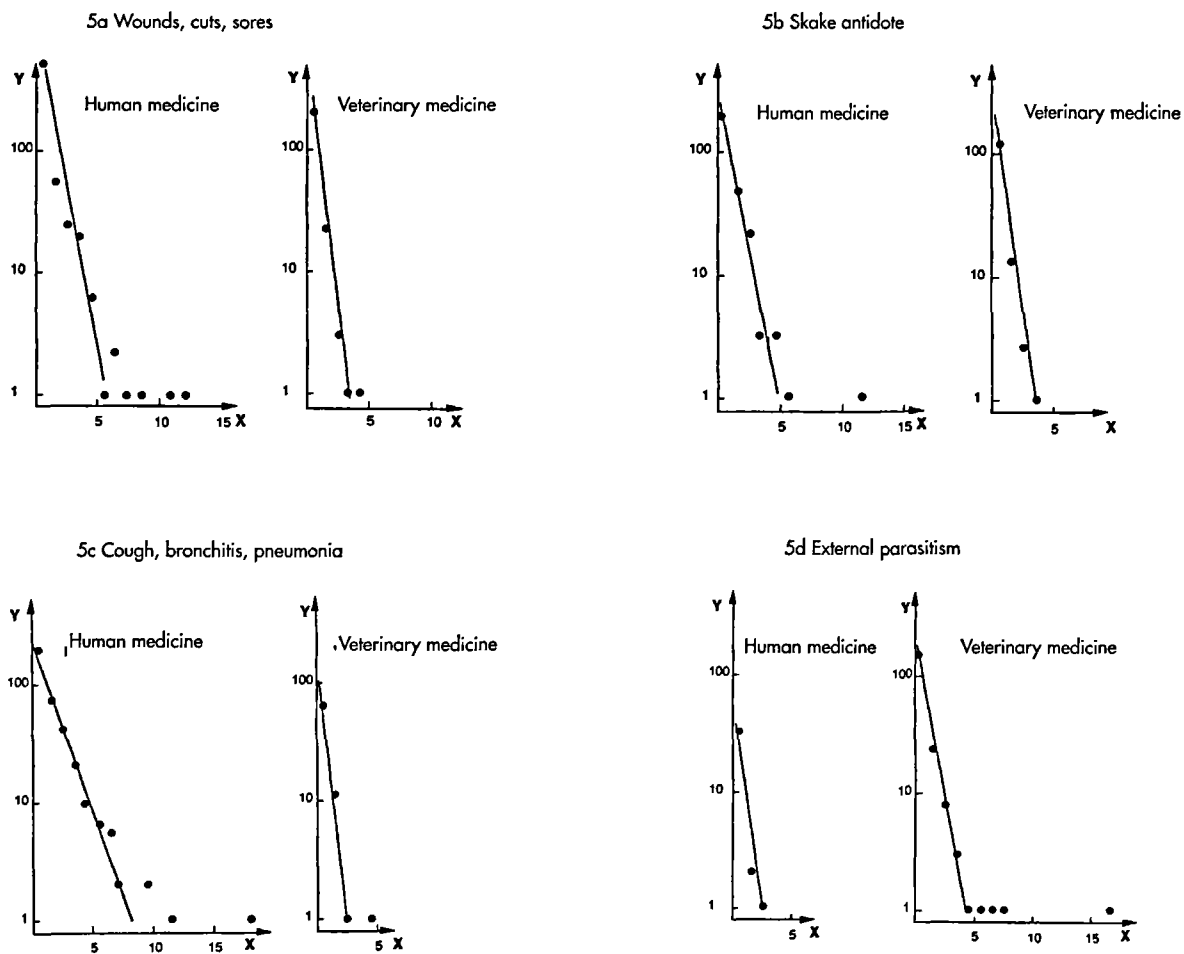 5a Wounds, cuts, sores
Y
Human medicine
100
10
1
5
10
15 X
Y
Veterinary medicine
100
10
1
5
10 X
5b Skake antidote
Y
Human medicine
100
10
1
5
10
15 X
Y
Veterinary medicine
100
10
1
5
X
5c Cough, bronchitis, pneumonia
Y
Human medicine
100
10
1
5
10
15 X
Y
Veterinary medicine
100
10
1
5 X
5d External parasitism
Y
Human medicine
100
10
1
5 X
Y
Veterinary medicine
100
10
1
5
10
15 X